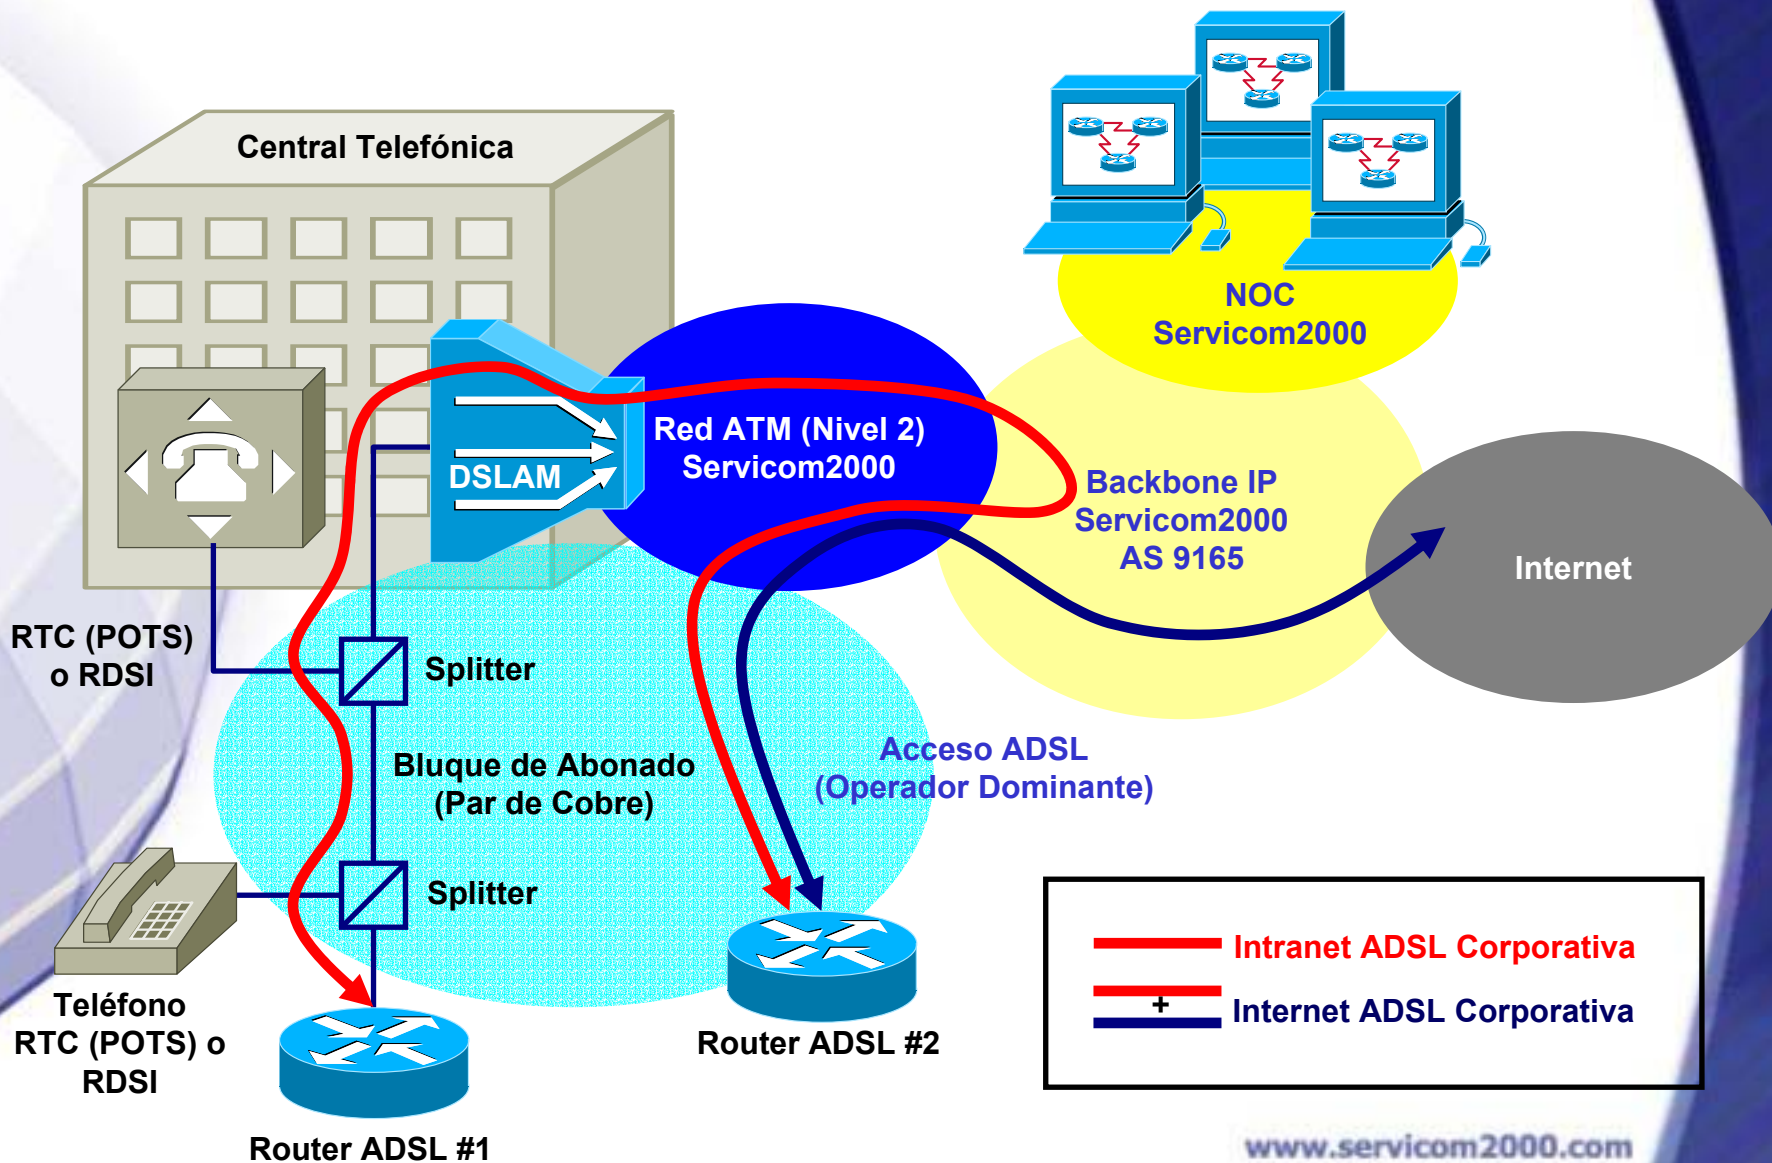 Central Telefónica
NOC
Servicom2000
Red ATM (Nivel 2)
Servicom2000
DSLAM
Backbone IP
Servicom2000
AS 9165
Internet
RTC (POTS)
o RDSI
Splitter
Bluque de Abonado
(Par de Cobre)
Acceso ADSL
(Operador Dominante)
Splitter
Teléfono
RTC (POTS) o
RDSI
Router ADSL #1
Router ADSL #2
Intranet ADSL Corporativa
+
Internet ADSL Corporativa
www.servicom2000.com